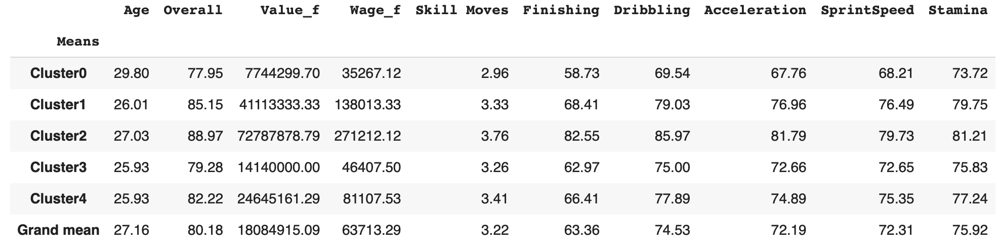 Age Overall Value_f Wage_f Skill Moves Finishing Dribbling Acceleration SprintSpeed Stamina
Means
Cluster0 29.80 77.95 7744299.70 35267.12 2.96 58.73 69.54 67.76 68.21 73.72
Cluster1 26.01 85.15 41113333.33 138013.33 3.33 68.41 79.03 76.96 76.49 79.75
Cluster2 27.03 88.97 72787878.79 271212.12 3.76 82.55 85.97 81.79 79.73 81.21
Cluster3 25.93 79.28 14140000.00 46407.50 3.26 62.97 75.00 72.66 72.65 75.83
Cluster4 25.93 82.22 24645161.29 81107.53 3.41 66.41 77.89 74.89 75.35 77.24
Grand mean 27.16 80.18 18084915.09 63713.29 3.22 63.36 74.53 72.19 72.31 75.92